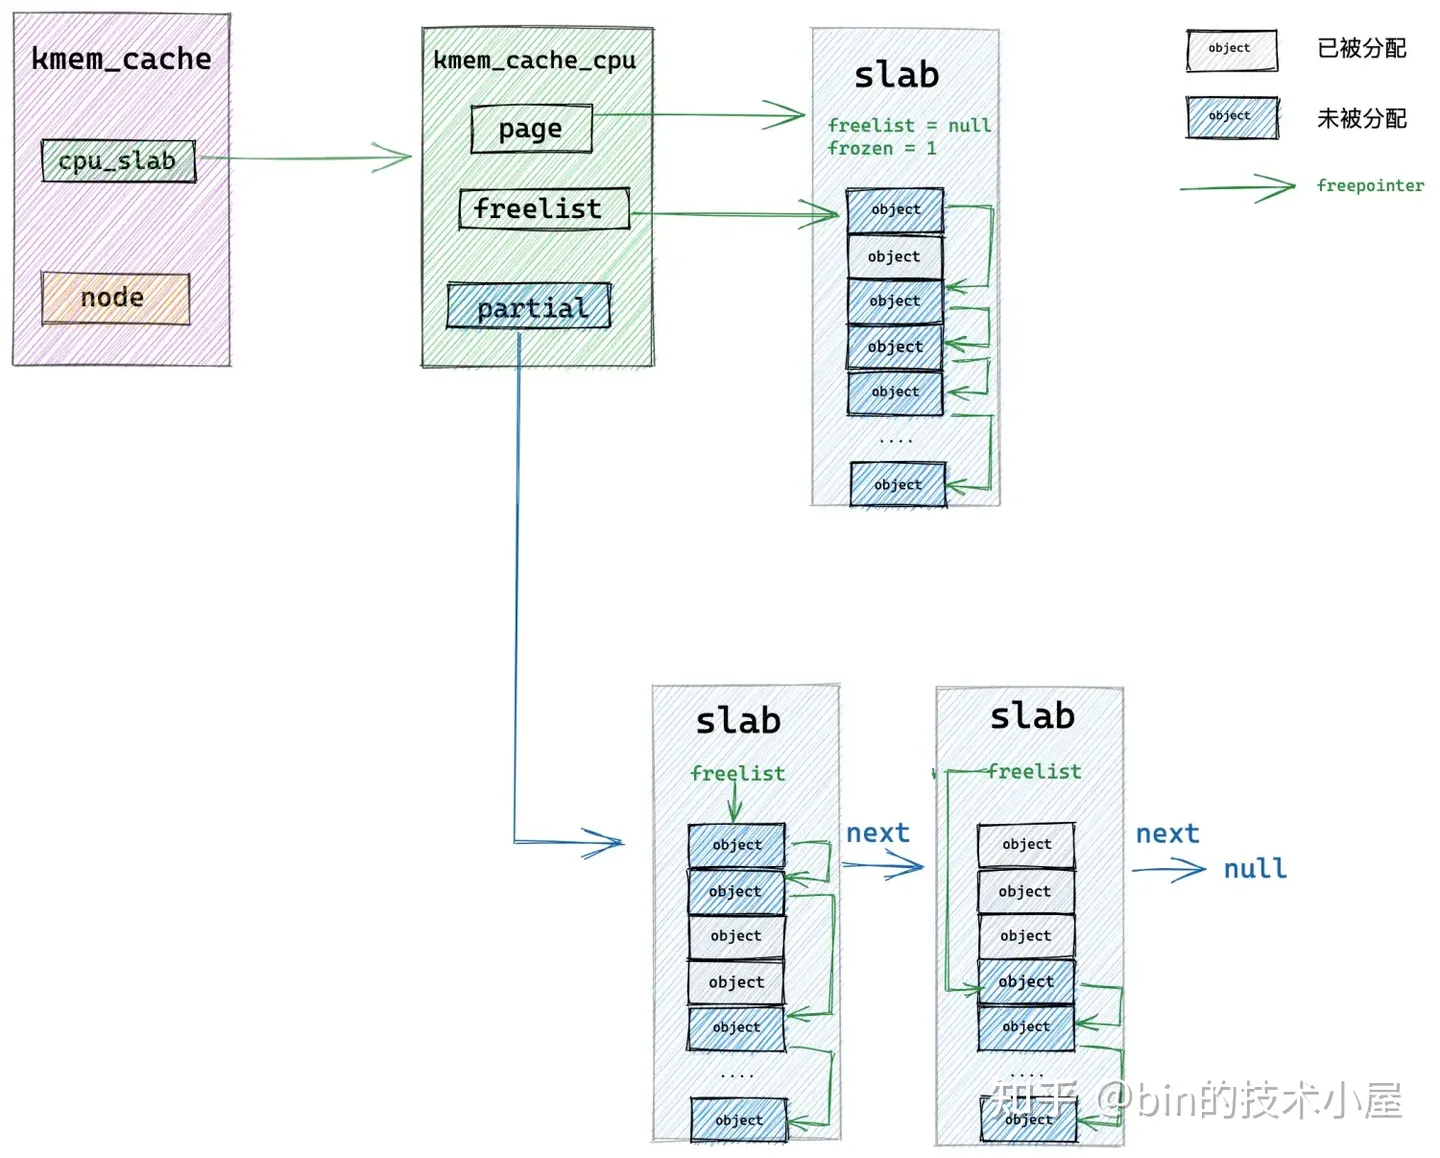 kmem_cache
cpu_slab
node
kmem_cache_cpu
page
freelist
partial
slab
freelist = null
frozen = 1
object
object
object
object
object
....
object
object 已被分配
object 未被分配
freepointer
slab
freelist
object
object
object
object
object
....
object
next
slab
freelist
object
object
object
object
object
....
object
next
null
知乎 @bin的技术小屋